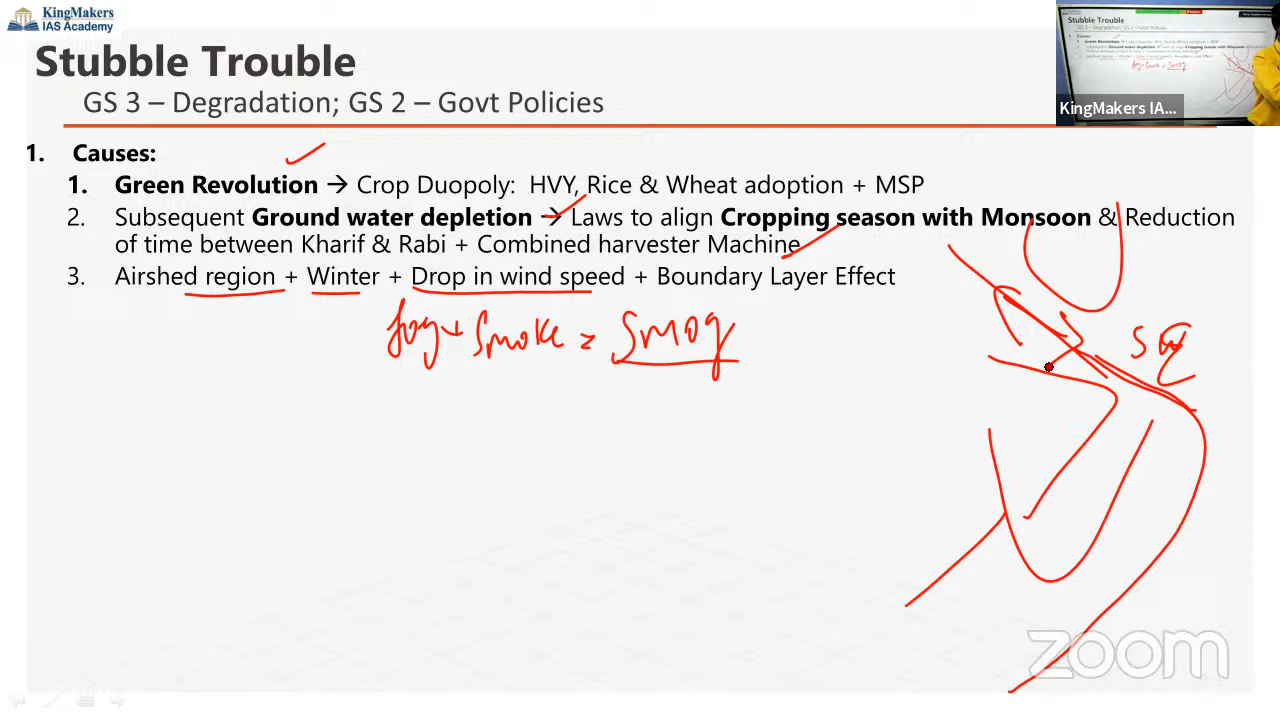 KingMakers
IAS Academy
Stubble Trouble
GS 3 – Degradation; GS 2 – Govt Policies
KingMakers IA...
1. Causes:
1. Green Revolution → Crop Duopoly: HVY, Rice & Wheat adoption + MSP
2. Subsequent Ground water depletion → Laws to align Cropping season with Monsoon & Reduction
of time between Kharif & Rabi + Combined harvester Machine
3. Airshed region + Winter + Drop in wind speed + Boundary Layer Effect
fog + Smoke = Smog
zoom